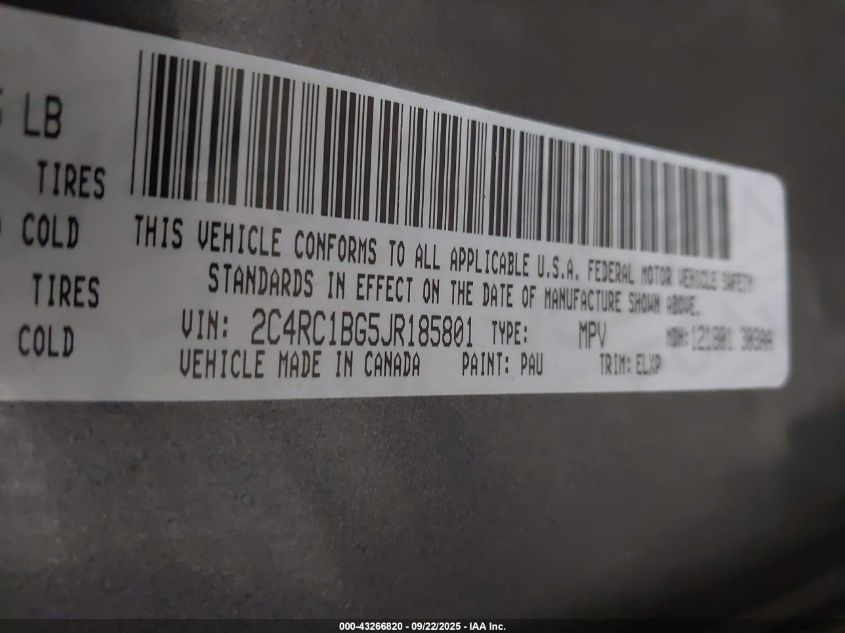 LB
TIRES
COLD
TIRES
COLD
THIS VEHICLE CONFORMS TO ALL APPLICABLE U.S.A. FEDERAL MOTOR VEHICLE SAFETY
STANDARDS IN EFFECT ON THE DATE OF MANUFACTURE SHOWN ABOVE.
VIN: 2C4RC1BG5JR185801 TYPE: MPV MDH:
VEHICLE MADE IN CANADA PAINT: PAU TRIM: ELXP
000-43266820 - 09/22/2025 - IAA Inc.